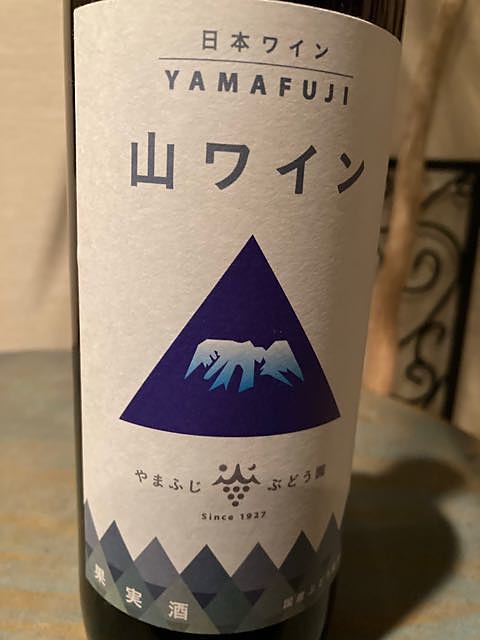 日本ワイン
YAMAFUJI
山ワイン
やまふじ ぶどう園
Since 1927
果実酒